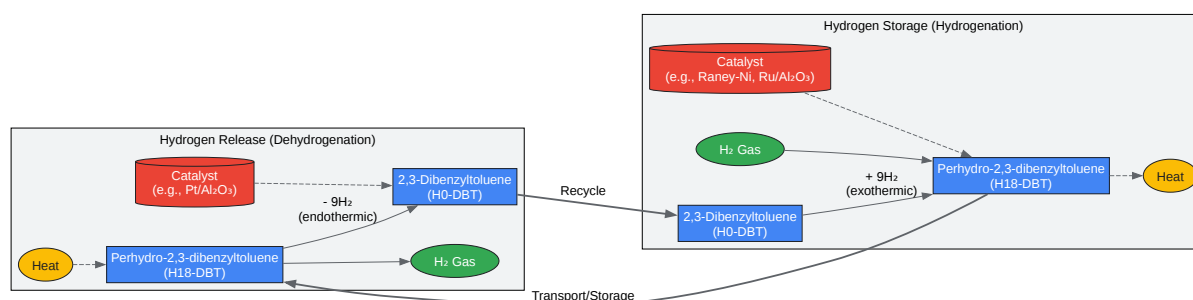 Hydrogen Release (Dehydrogenation)
Catalyst
(e.g., Pt/Al₂O₃)
2,3-Dibenzyltoluene
(H0-DBT)
- 9H₂
(endothermic)
Heat
Perhydro-2,3-dibenzyltoluene
(H18-DBT)
H₂ Gas
Recycle
Transport/Storage
Hydrogen Storage (Hydrogenation)
Catalyst
(e.g., Raney-Ni, Ru/Al₂O₃)
H₂ Gas
Perhydro-2,3-dibenzyltoluene
(H18-DBT)
Heat
+ 9H₂
(exothermic)
2,3-Dibenzyltoluene
(H0-DBT)